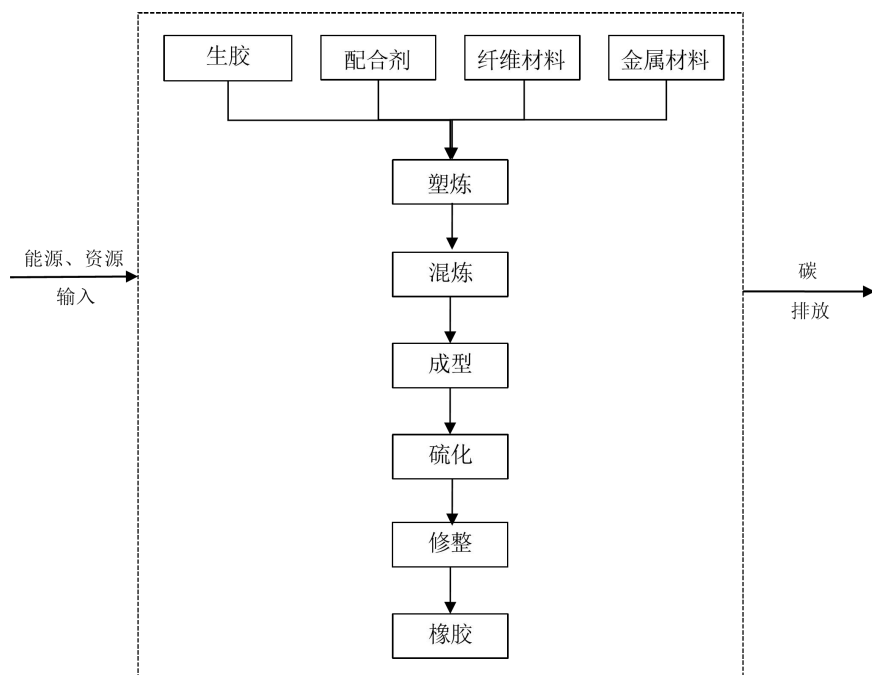 生胶
配合剂
纤维材料
金属材料
塑炼
能源、资源
输入
混炼
碳
排放
成型
硫化
修整
橡胶